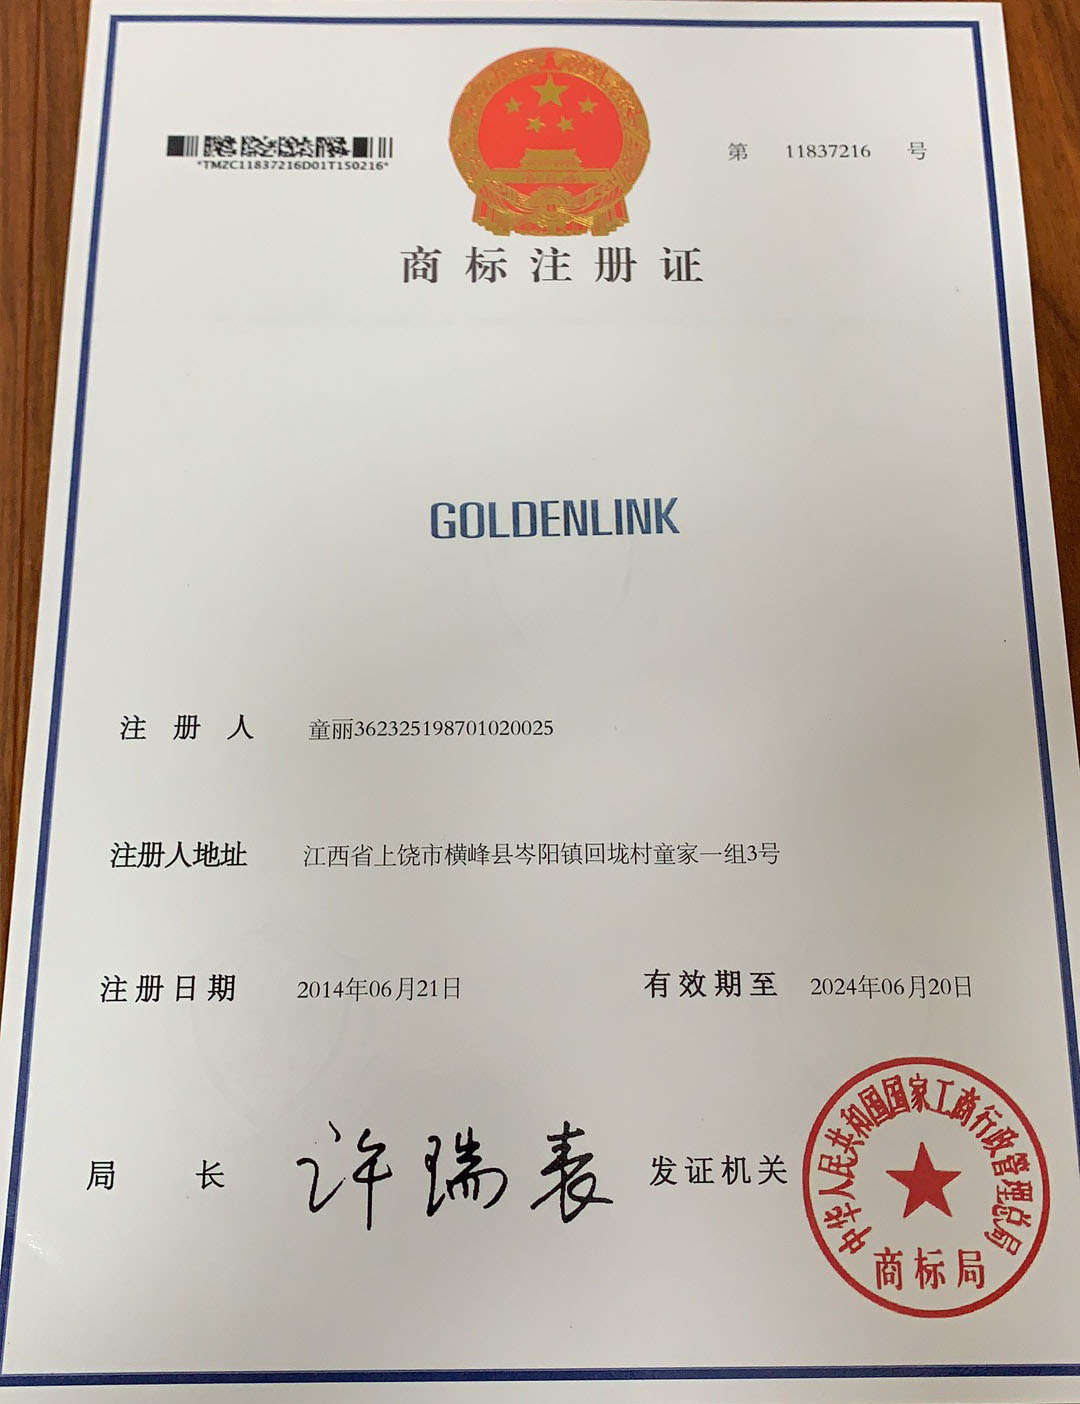 *TMZC11837216D01T150216*
第 11837216 号
商标注册证
GOLDENLINK
注册人 童丽362325198701020025
注册人地址 江西省上饶市横峰县岑阳镇回垅村童家一组3号
注册日期 2014年06月21日 有效期至 2024年06月20日
局长 许瑞表 发证机关
中华人民共和国国家工商行政管理总局
商标局